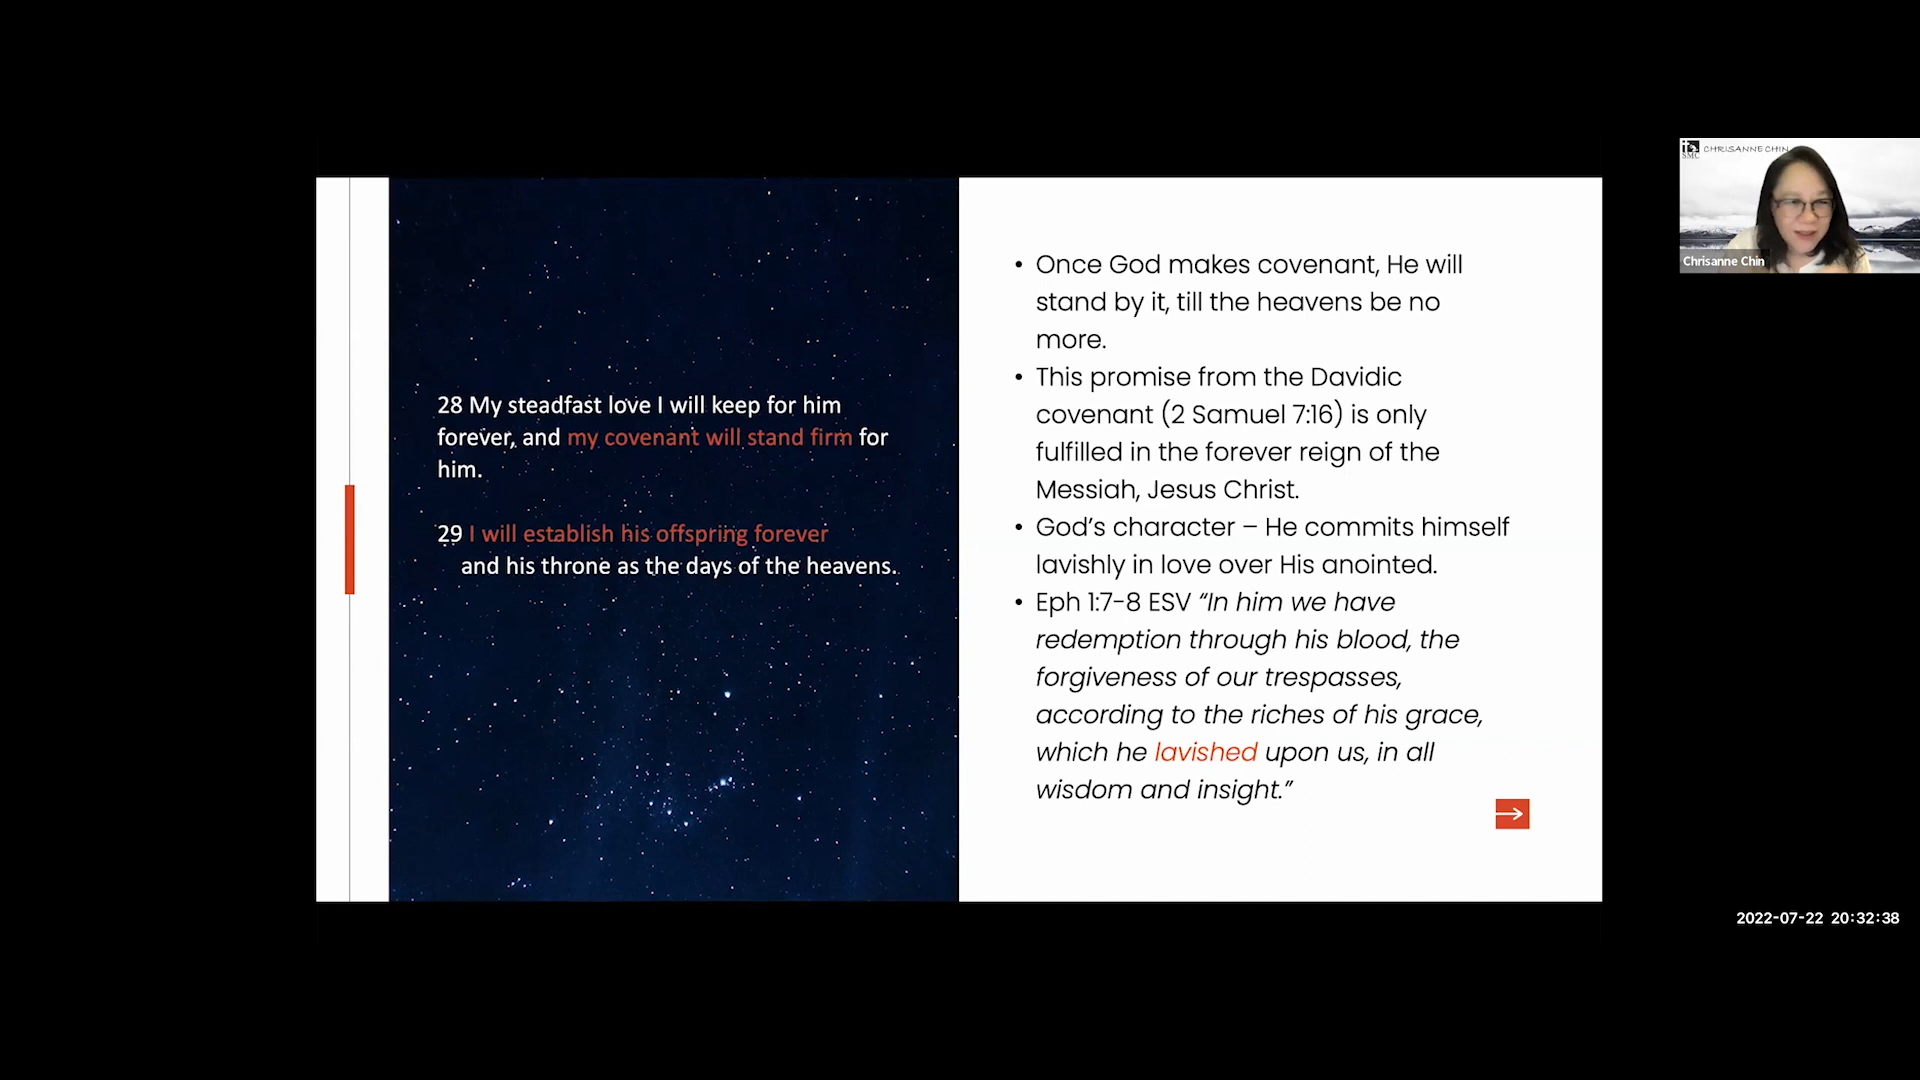 28 My steadfast love I will keep for him
forever, and my covenant will stand firm for
him.
29 I will establish his offspring forever
and his throne as the days of the heavens.
• Once God makes covenant, He will
stand by it, till the heavens be no
more.
• This promise from the Davidic
covenant (2 Samuel 7:16) is only
fulfilled in the forever reign of the
Messiah, Jesus Christ.
• God’s character – He commits himself
lavishly in love over His anointed.
• Eph 1:7-8 ESV “In him we have
redemption through his blood, the
forgiveness of our trespasses,
according to the riches of his grace,
which he lavished upon us, in all
wisdom and insight.”
SMC
CHRISANNE CHIN
Chrisanne Chin
2022-07-22 20:32:38